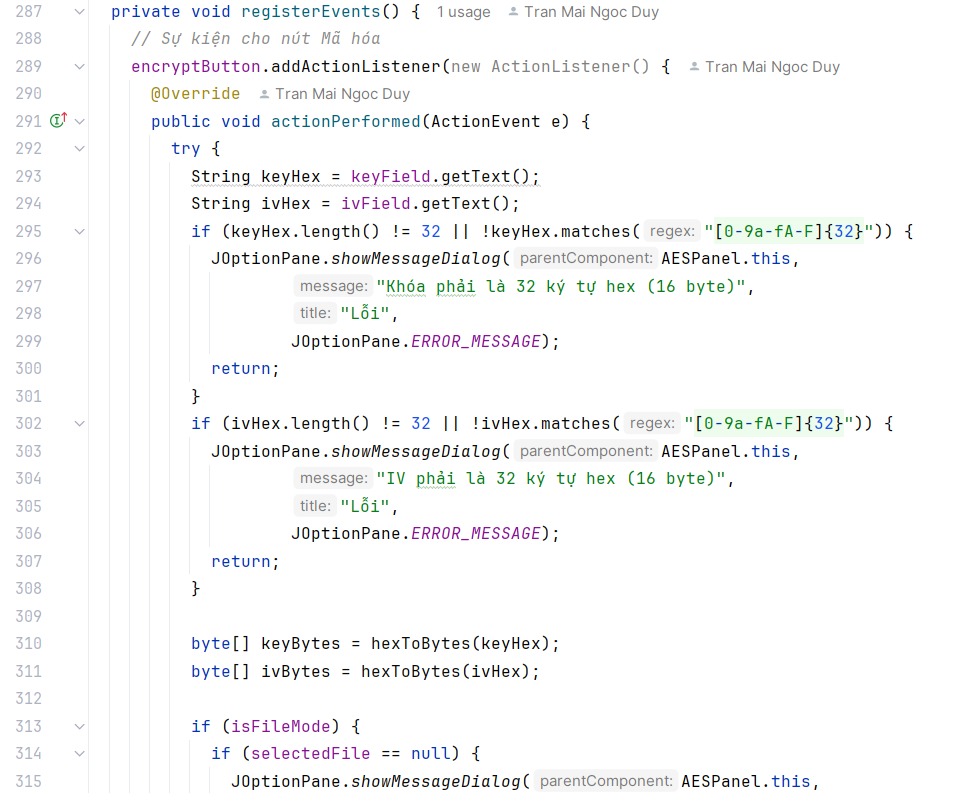 287 private void registerEvents() { 1 usage Tran Mai Ngoc Duy
288 // Sự kiện cho nút Mã hóa
289 encryptButton.addActionListener(new ActionListener() { Tran Mai Ngoc Duy
290 @Override Tran Mai Ngoc Duy
291 public void actionPerformed(ActionEvent e) {
292 try {
293 String keyHex = keyField.getText();
294 String ivHex = ivField.getText();
295 if (keyHex.length() != 32 || !keyHex.matches( regex: "[0-9a-fA-F]{32}")) {
296 JOptionPane.showMessageDialog( parentComponent: AESPanel.this,
297 message: "Khóa phải là 32 ký tự hex (16 byte)",
298 title: "Lỗi",
299 JOptionPane.ERROR_MESSAGE);
300 return;
301 }
302 if (ivHex.length() != 32 || !ivHex.matches( regex: "[0-9a-fA-F]{32}")) {
303 JOptionPane.showMessageDialog( parentComponent: AESPanel.this,
304 message: "IV phải là 32 ký tự hex (16 byte)",
305 title: "Lỗi",
306 JOptionPane.ERROR_MESSAGE);
307 return;
308 }
309
310 byte[] keyBytes = hexToBytes(keyHex);
311 byte[] ivBytes = hexToBytes(ivHex);
312
313 if (isFileMode) {
314 if (selectedFile == null) {
315 JOptionPane.showMessageDialog( parentComponent: AESPanel.this,